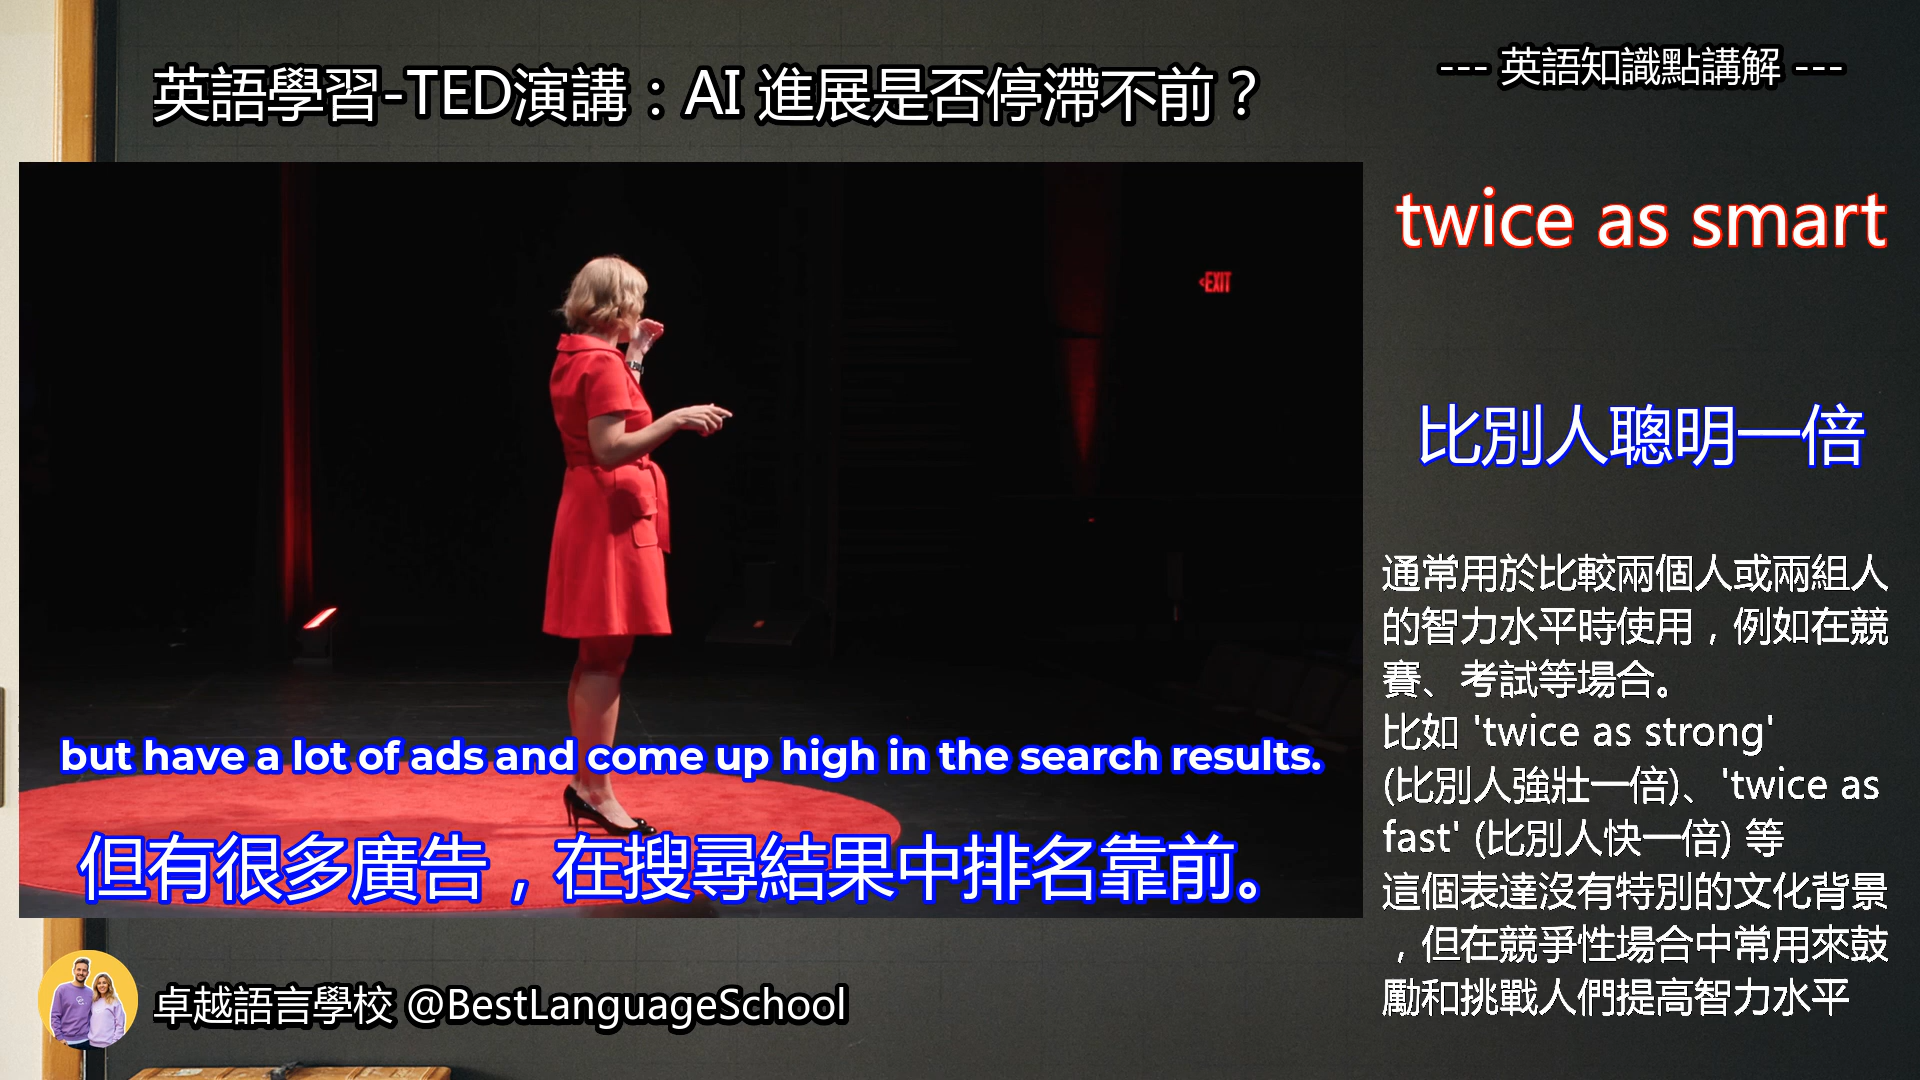 英語學習-TED演講：AI 進展是否停滯不前？
--- 英語知識點講解 ---
twice as smart
比別人聰明一倍
通常用於比較兩個人或兩組人
的智力水平時使用，例如在競
賽、考試等場合。
比如 'twice as strong'
(比別人強壯一倍)、'twice as
fast' (比別人快一倍) 等
這個表達沒有特別的文化背景
，但在競爭性場合中常用來鼓
勵和挑戰人們提高智力水平
EXIT
but have a lot of ads and come up high in the search results.
但有很多廣告，在搜尋結果中排名靠前。
卓越語言學校 @BestLanguageSchool